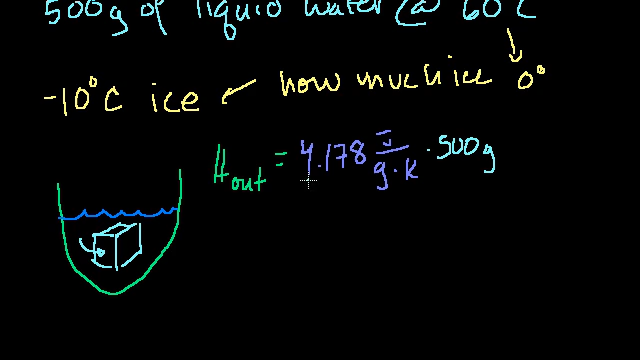 500g of liquid water @ 60°C
-10°C ice ← how much ice 0°
Hout = 4.178 J/g·K · 500g